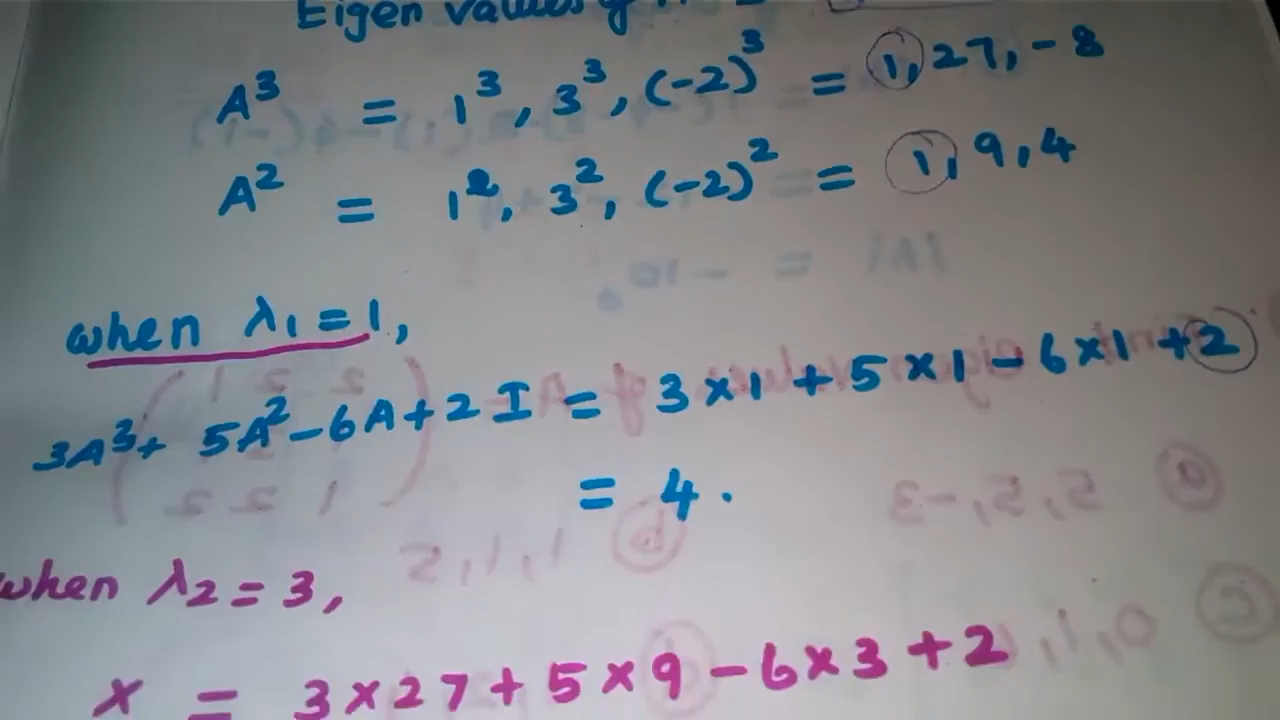 Eigen values of
A³ = 1³, 3³, (-2)³ = 1, 27, -8
A² = 1², 3², (-2)² = 1, 9, 4
when λ₁ = 1,
3A³ + 5A² - 6A + 2I = 3 × 1 + 5 × 1 - 6 × 1 + 2
= 4.
when λ₂ = 3,
x = 3 × 27 + 5 × 9 - 6 × 3 + 2